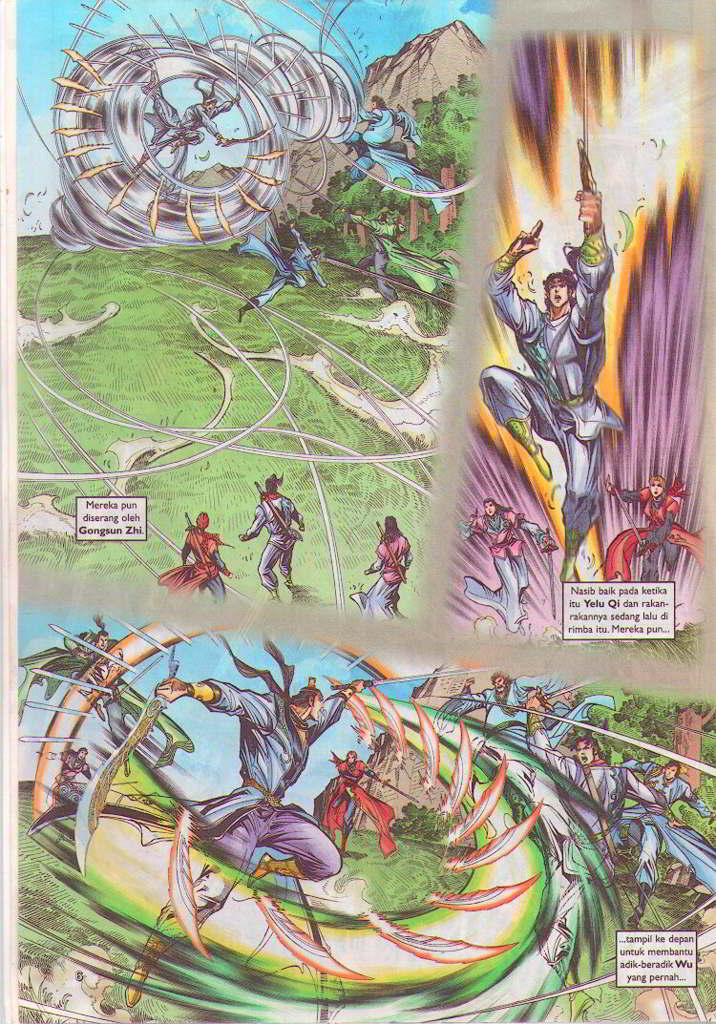 Mereka pun
diserang oleh
Gongsun Zhi.
Nasib baik pada ketika
itu Yelu Qi dan rakan-
rakannya sedang lalu di
rimba itu. Mereka pun...
...tampil ke depan
untuk membantu
adik-beradik Wu
yang pernah...
6